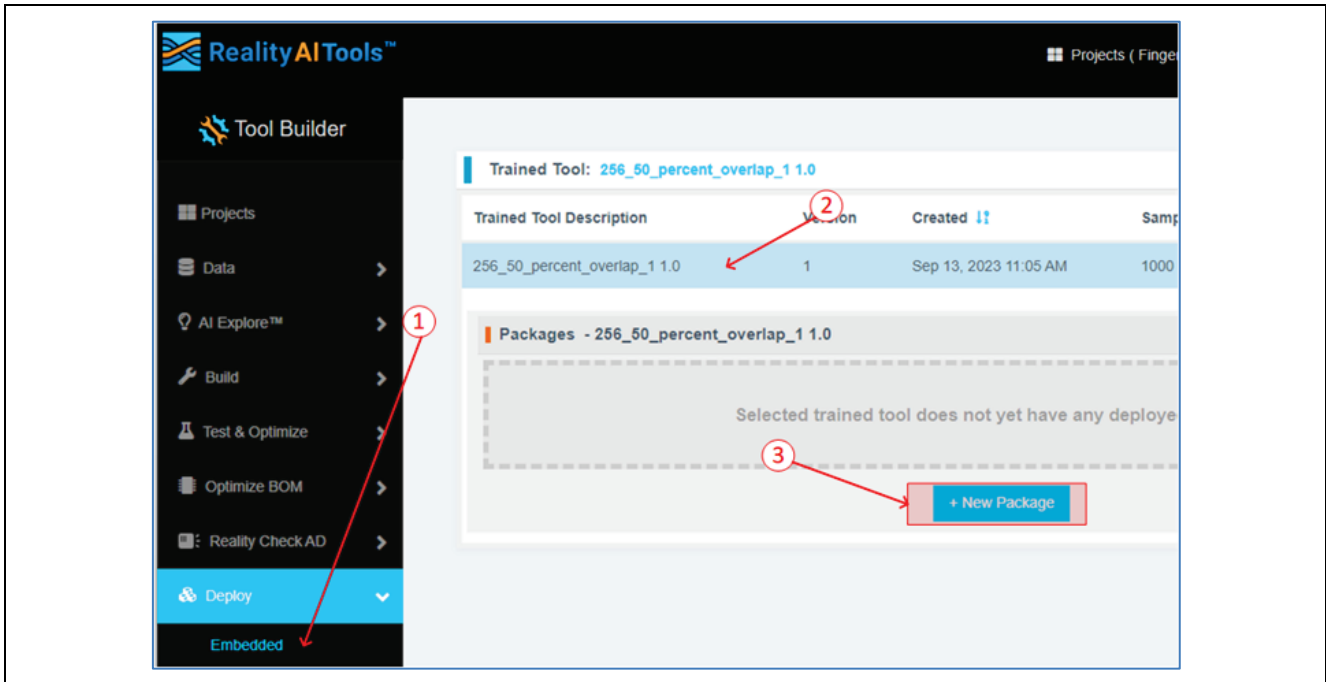 Reality AI Tools™
Projects ( Finger
Tool Builder
Projects
Data
AI Explore™
Build
Test & Optimize
Optimize BOM
Reality Check AD
Deploy
Embedded
1
Trained Tool: 256_50_percent_overlap_1 1.0
2
Trained Tool Description Version Created Samp
256_50_percent_overlap_1 1.0 1 Sep 13, 2023 11:05 AM 1000
Packages - 256_50_percent_overlap_1 1.0
Selected trained tool does not yet have any deploye
3
+ New Package